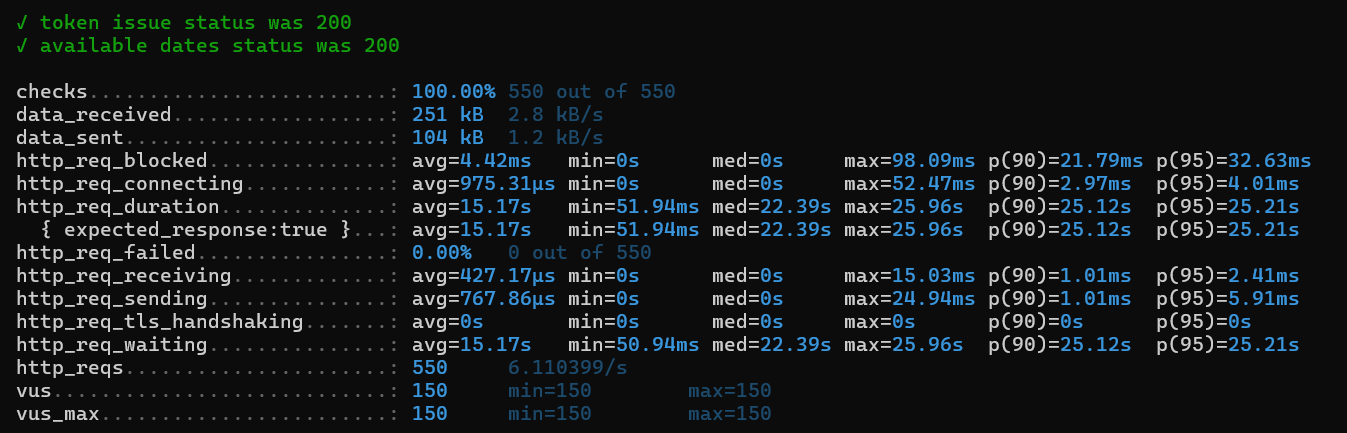 ✓ token issue status was 200
✓ available dates status was 200
checks.........................: 100.00% 550 out of 550
data_received..................: 251 kB  2.8 kB/s
data_sent......................: 104 kB  1.2 kB/s
http_req_blocked...............: avg=4.42ms   min=0s      med=0s     max=98.09ms p(90)=21.79ms p(95)=32.63ms
http_req_connecting............: avg=975.31µs min=0s      med=0s     max=52.47ms p(90)=2.97ms  p(95)=4.01ms
http_req_duration..............: avg=15.17s   min=51.94ms med=22.39s max=25.96s  p(90)=25.12s  p(95)=25.21s
  { expected_response:true }...: avg=15.17s   min=51.94ms med=22.39s max=25.96s  p(90)=25.12s  p(95)=25.21s
http_req_failed................: 0.00%   0 out of 550
http_req_receiving.............: avg=427.17µs min=0s      med=0s     max=15.03ms p(90)=1.01ms  p(95)=2.41ms
http_req_sending...............: avg=767.86µs min=0s      med=0s     max=24.94ms p(90)=1.01ms  p(95)=5.91ms
http_req_tls_handshaking.......: avg=0s       min=0s      med=0s     max=0s      p(90)=0s      p(95)=0s
http_req_waiting...............: avg=15.17s   min=50.94ms med=22.39s max=25.96s  p(90)=25.12s  p(95)=25.21s
http_reqs......................: 550     6.110399/s
vus............................: 150     min=150        max=150
vus_max........................: 150     min=150        max=150